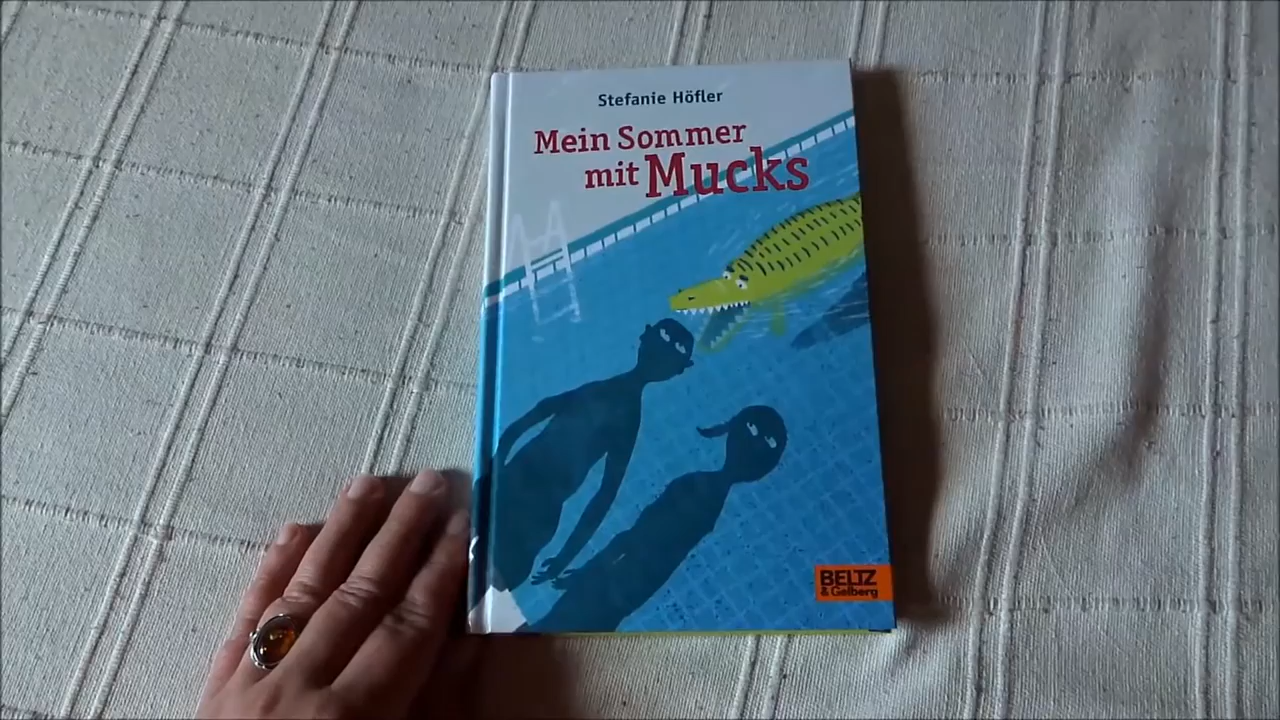 Stefanie Höfler
Mein Sommer
mit Mucks
BELTZ
& Gelberg